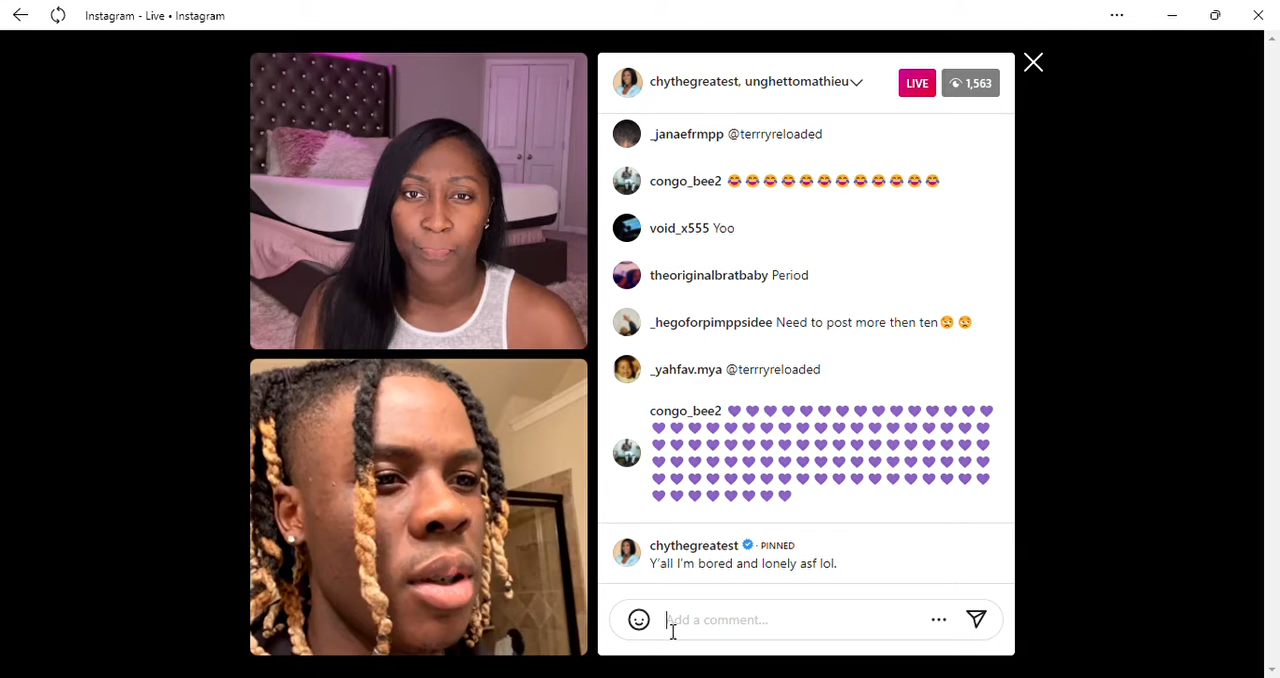 Instagram - Live • Instagram
chythegreatest, unghettomathieu
LIVE
1,563
_janaefrmpp @terrryreloaded
congo_bee2 😂😂😂😂😂😂😂😂😂😂😂😂
void_x555 Yoo
theoriginalbratbaby Period
_hegoforpimppsidee Need to post more then ten😒😒
_yahfav.mya @terrryreloaded
congo_bee2 💜💜💜💜💜💜💜💜💜💜💜💜💜💜💜
💜💜💜💜💜💜💜💜💜💜💜💜💜💜💜💜💜💜💜
💜💜💜💜💜💜💜💜💜💜💜💜💜💜💜💜💜💜💜
💜💜💜💜💜💜💜💜💜💜💜💜💜💜💜💜💜💜💜
💜💜💜💜💜💜💜💜💜💜💜💜💜💜💜💜💜💜💜
💜💜💜💜💜💜💜💜
chythegreatest · PINNED
Y'all I'm bored and lonely asf lol.
Add a comment...